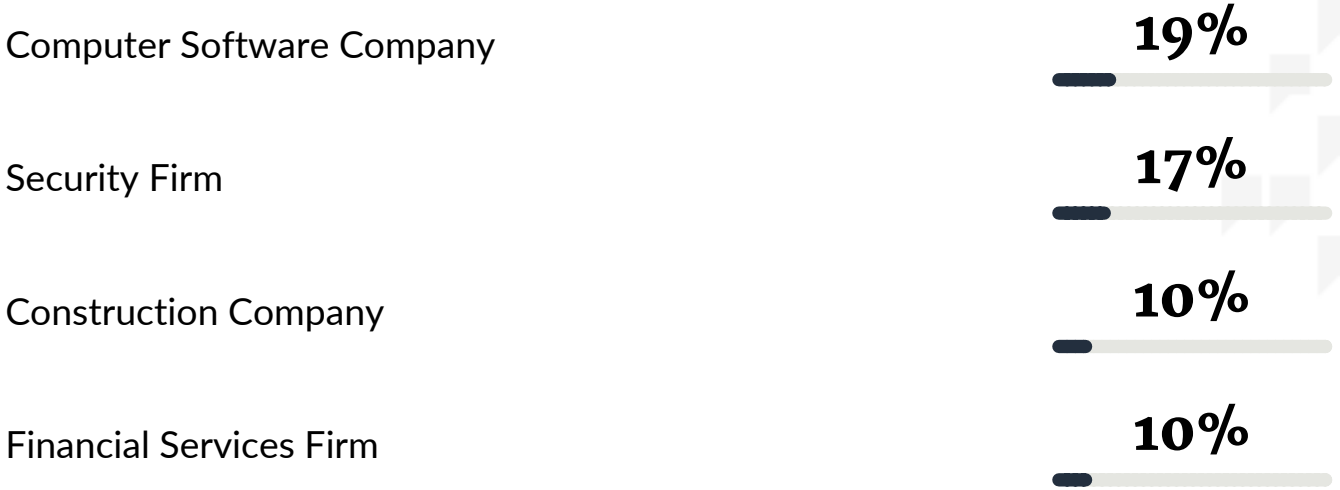 Computer Software Company 19%
Security Firm 17%
Construction Company 10%
Financial Services Firm 10%